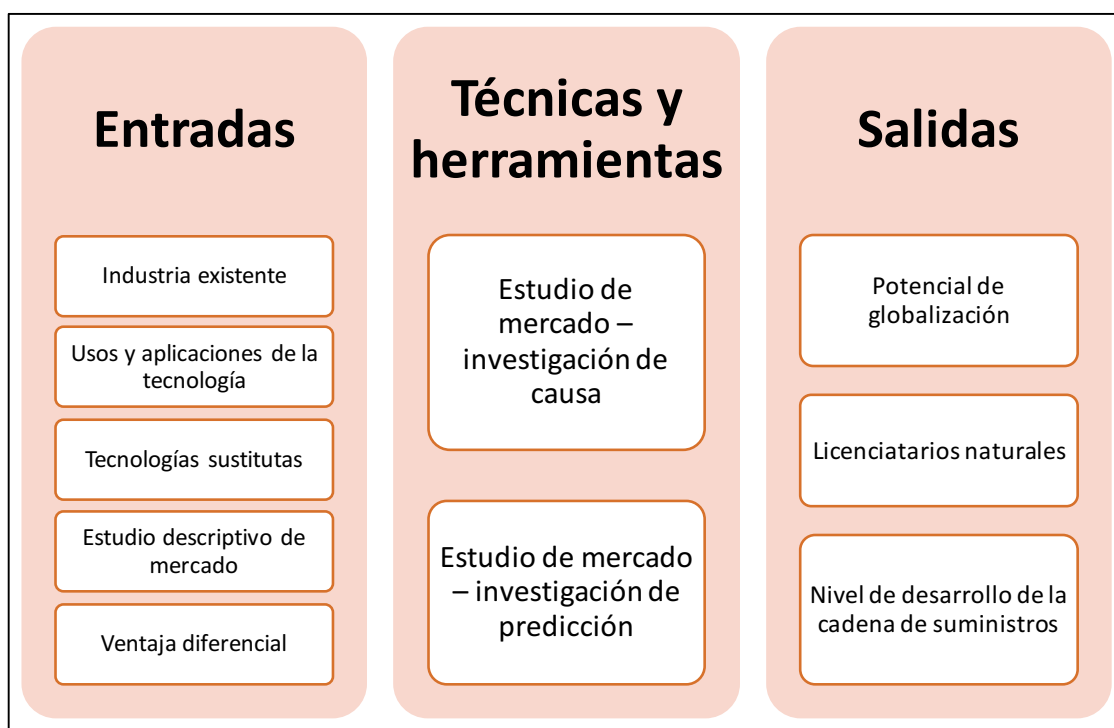 Entradas
Industria existente
Usos y aplicaciones de la
tecnología
Tecnologías sustitutas
Estudio descriptivo de
mercado
Ventaja diferencial
Técnicas y
herramientas
Estudio de
mercado –
investigación de
causa
Estudio de mercado
– investigación de
predicción
Salidas
Potencial de
globalización
Licenciatarios naturales
Nivel de desarrollo de la
cadena de suministros